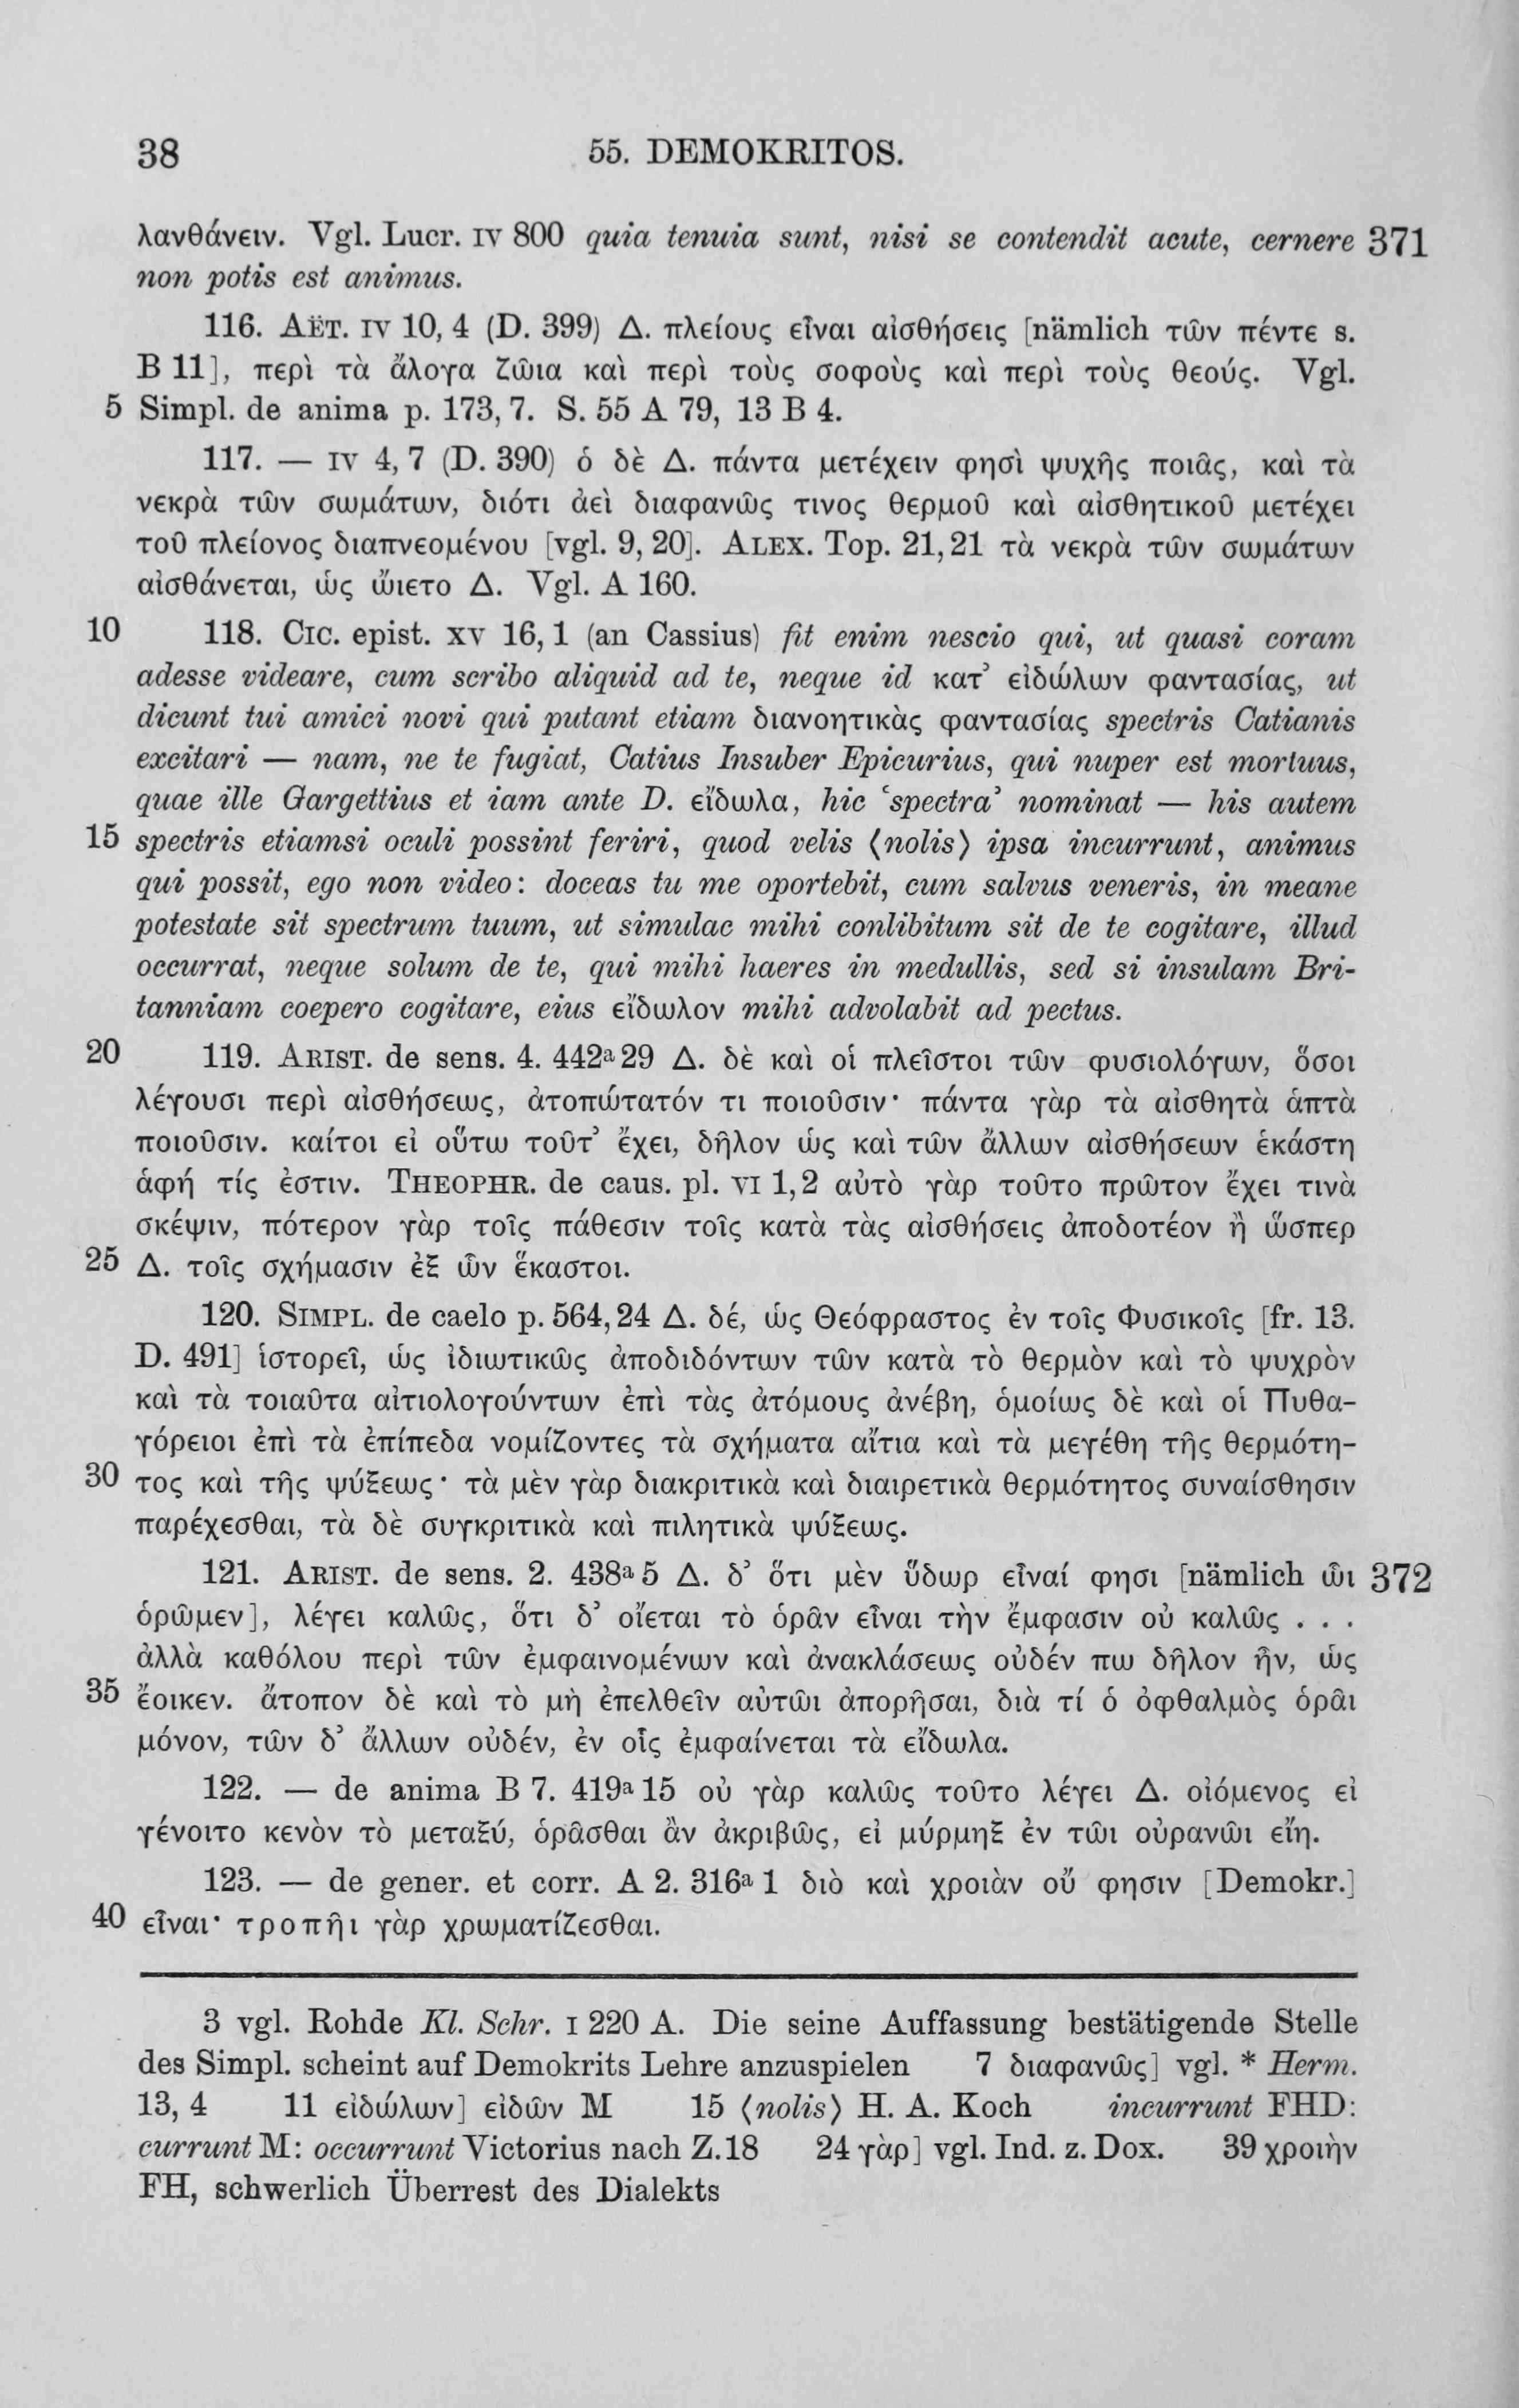 38 55. DEMOKRITOS.
λανθάνειν. Vgl. Lucr. IV 800 quia tenuia sunt, nisi se contendit acute, cernere 371
non potis est animus.
116. AËT. IV 10, 4 (D. 399) Δ. πλείους εἶναι αἰσθήσεις [nämlich τῶν πέντε s.
B 11], περὶ τὰ ἄλογα ζῶια καὶ περὶ τοὺς σοφοὺς καὶ περὶ τοὺς θεούς. Vgl.
5 Simpl. de anima p. 173, 7. S. 55 A 79, 13 B 4.
117. — IV 4, 7 (D. 390) ὁ δὲ Δ. πάντα μετέχειν φησὶ ψυχῆς ποιᾶς, καὶ τὰ
νεκρὰ τῶν σωμάτων, διότι ἀεὶ διαφανῶς τινος θερμοῦ καὶ αἰσθητικοῦ μετέχει
τοῦ πλείονος διαπνεομένου [vgl. 9, 20]. ALEX. Top. 21, 21 τὰ νεκρὰ τῶν σωμάτων
αἰσθάνεται, ὡς ὤιετο Δ. Vgl. A 160.
10 118. CIC. epist. XV 16, 1 (an Cassius) fit enim nescio qui, ut quasi coram
adesse videare, cum scribo aliquid ad te, neque id κατ’ εἰδώλων φαντασίας, ut
dicunt tui amici novi qui putant etiam διανοητικὰς φαντασίας spectris Catianis
excitari — nam, ne te fugiat, Catius Insuber Epicurius, qui nuper est mortuus,
quae ille Gargettius et iam ante D. εἴδωλα, hic ‘spectra’ nominat — his autem
15 spectris etiamsi oculi possint feriri, quod velis ⟨nolis⟩ ipsa incurrunt, animus
qui possit, ego non video: doceas tu me oportebit, cum salvus veneris, in meane
potestate sit spectrum tuum, ut simulac mihi conlibitum sit de te cogitare, illud
occurrat, neque solum de te, qui mihi haeres in medullis, sed si insulam Bri-
tanniam coepero cogitare, eius εἴδωλον mihi advolabit ad pectus.
20 119. ARIST. de sens. 4. 442ª 29 Δ. δὲ καὶ οἱ πλεῖστοι τῶν φυσιολόγων, ὅσοι
λέγουσι περὶ αἰσθήσεως, ἀτοπώτατόν τι ποιοῦσιν· πάντα γὰρ τὰ αἰσθητὰ ἁπτὰ
ποιοῦσιν. καίτοι εἰ οὕτω τοῦτ’ ἔχει, δῆλον ὡς καὶ τῶν ἄλλων αἰσθήσεων ἑκάστη
ἁφή τίς ἐστιν. THEOPHR. de caus. pl. VI 1, 2 αὐτὸ γὰρ τοῦτο πρῶτον ἔχει τινὰ
σκέψιν, πότερον γὰρ τοῖς πάθεσιν τοῖς κατὰ τὰς αἰσθήσεις ἀποδοτέον ἢ ὥσπερ
25 Δ. τοῖς σχήμασιν ἐξ ὧν ἕκαστοι.
120. SIMPL. de caelo p. 564, 24 Δ. δέ, ὡς Θεόφραστος ἐν τοῖς Φυσικοῖς [fr. 13.
D. 491] ἱστορεῖ, ὡς ἰδιωτικῶς ἀποδιδόντων τῶν κατὰ τὸ θερμὸν καὶ τὸ ψυχρὸν
καὶ τὰ τοιαῦτα αἰτιολογούντων ἐπὶ τὰς ἀτόμους ἀνέβη, ὁμοίως δὲ καὶ οἱ Πυθα-
γόρειοι ἐπὶ τὰ ἐπίπεδα νομίζοντες τὰ σχήματα αἴτια καὶ τὰ μεγέθη τῆς θερμότη-
30 τος καὶ τῆς ψύξεως· τὰ μὲν γὰρ διακριτικὰ καὶ διαιρετικὰ θερμότητος συναίσθησιν
παρέχεσθαι, τὰ δὲ συγκριτικὰ καὶ πιλητικὰ ψύξεως.
121. ARIST. de sens. 2. 438ª 5 Δ. δ’ ὅτι μὲν ὕδωρ εἶναί φησι [nämlich ὧι 372
ὁρῶμεν], λέγει καλῶς, ὅτι δ’ οἴεται τὸ ὁρᾶν εἶναι τὴν ἔμφασιν οὐ καλῶς . . .
ἀλλὰ καθόλου περὶ τῶν ἐμφαινομένων καὶ ἀνακλάσεως οὐδέν πω δῆλον ἦν, ὡς
35 ἔοικεν. ἄτοπον δὲ καὶ τὸ μὴ ἐπελθεῖν αὐτῶι ἀπορῆσαι, διὰ τί ὁ ὀφθαλμὸς ὁρᾶι
μόνον, τῶν δ’ ἄλλων οὐδέν, ἐν οἷς ἐμφαίνεται τὰ εἴδωλα.
122. — de anima B 7. 419ª 15 οὐ γὰρ καλῶς τοῦτο λέγει Δ. οἰόμενος εἰ
γένοιτο κενὸν τὸ μεταξύ, ὁρᾶσθαι ἂν ἀκριβῶς, εἰ μύρμηξ ἐν τῶι οὐρανῶι εἴη.
123. — de gener. et corr. A 2. 316ª 1 διὸ καὶ χροιὰν οὔ φησιν [Demokr.]
40 εἶναι· τροπῆι γὰρ χρωματίζεσθαι.
3 vgl. Rohde Kl. Schr. I 220 A. Die seine Auffassung bestätigende Stelle
des Simpl. scheint auf Demokrits Lehre anzuspielen 7 διαφανῶς] vgl. * Herm.
13, 4 11 εἰδώλων] εἰδῶν M 15 ⟨nolis⟩ H. A. Koch incurrunt FHD:
currunt M: occurrunt Victorius nach Z. 18 24 γὰρ] vgl. Ind. z. Dox. 39 χροιὴν
FH, schwerlich Überrest des Dialekts